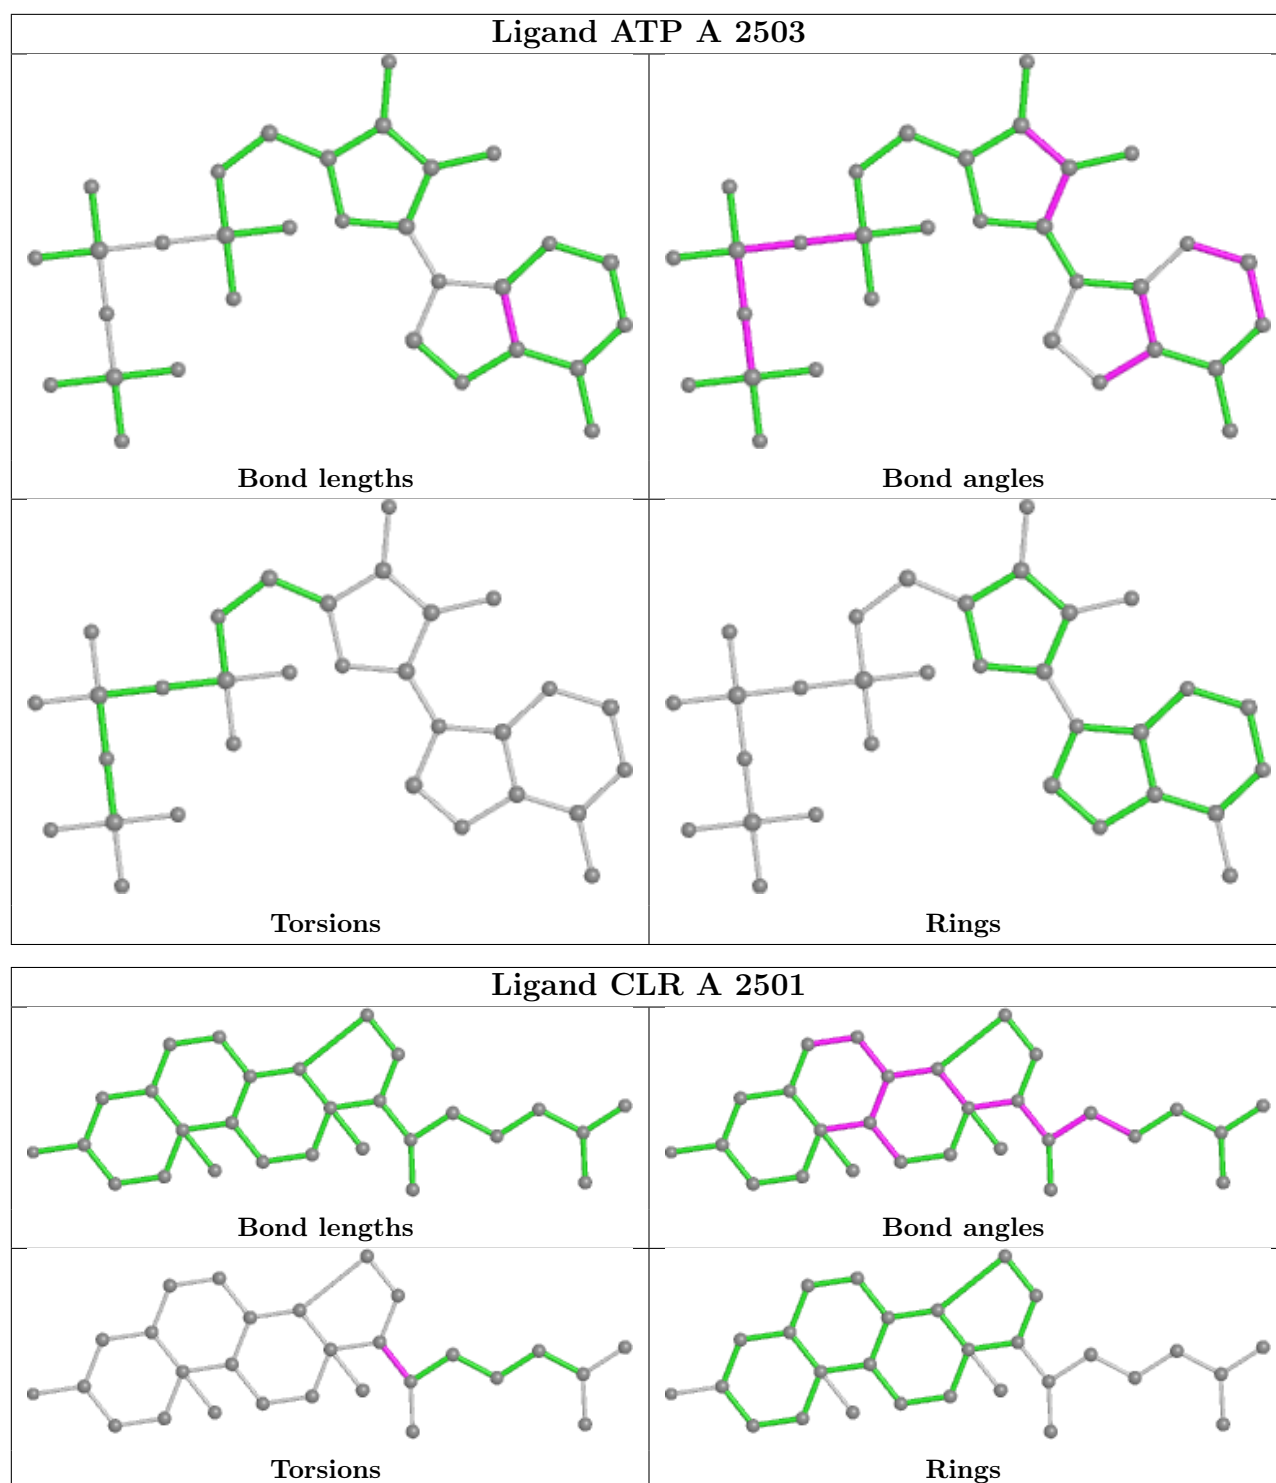 Ligand ATP A 2503
Bond lengths
Bond angles
Torsions
Rings
Ligand CLR A 2501
Bond lengths
Bond angles
Torsions
Rings